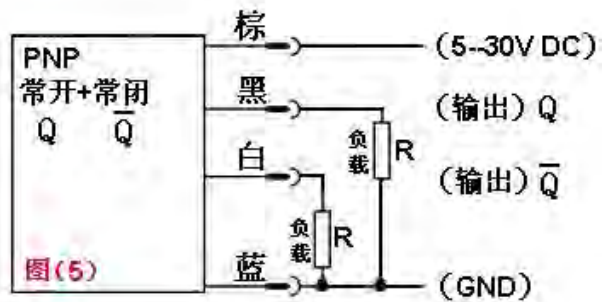 棕
(5--30V DC)
PNP
常开+常闭
Q Q̅
黑
(输出) Q
负载
R
白
(输出) Q̅
负载
R
图(5)
蓝
(GND)